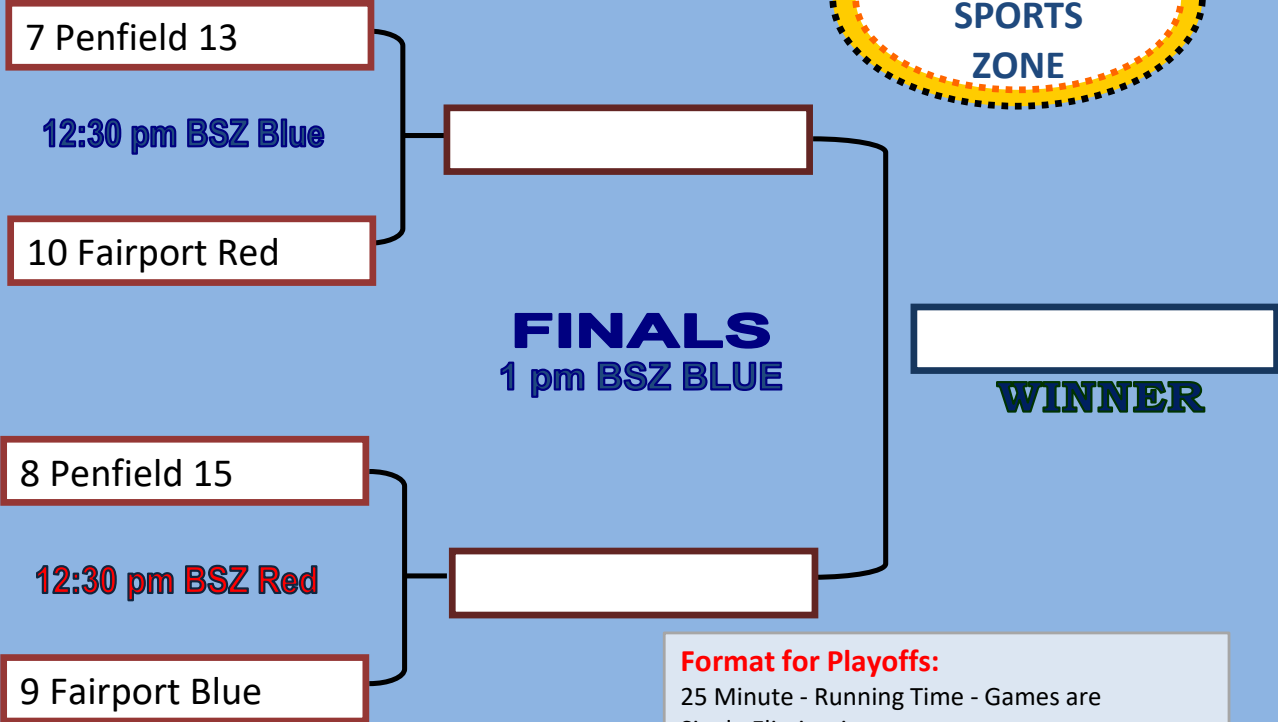 SPORTS
ZONE
7 Penfield 13
12:30 pm BSZ Blue
10 Fairport Red
FINALS
1 pm BSZ BLUE
WINNER
8 Penfield 15
12:30 pm BSZ Red
9 Fairport Blue
Format for Playoffs:
25 Minute - Running Time - Games are